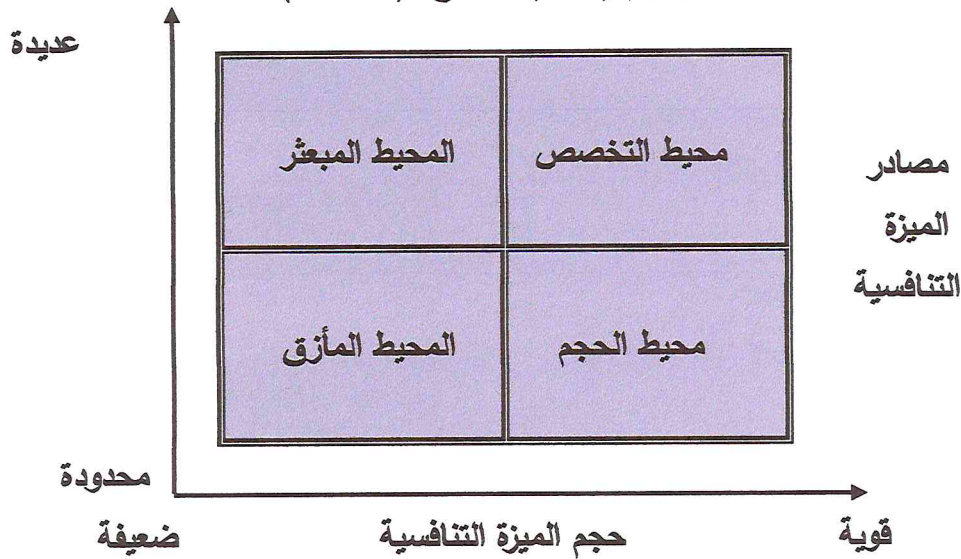 عديدة
محيط التخصص
المحيط المبعثر
مصادر
الميزة
التنافسية
محيط الحجم
المحيط المأزق
محدودة
قوية
حجم الميزة التنافسية
ضعيفة